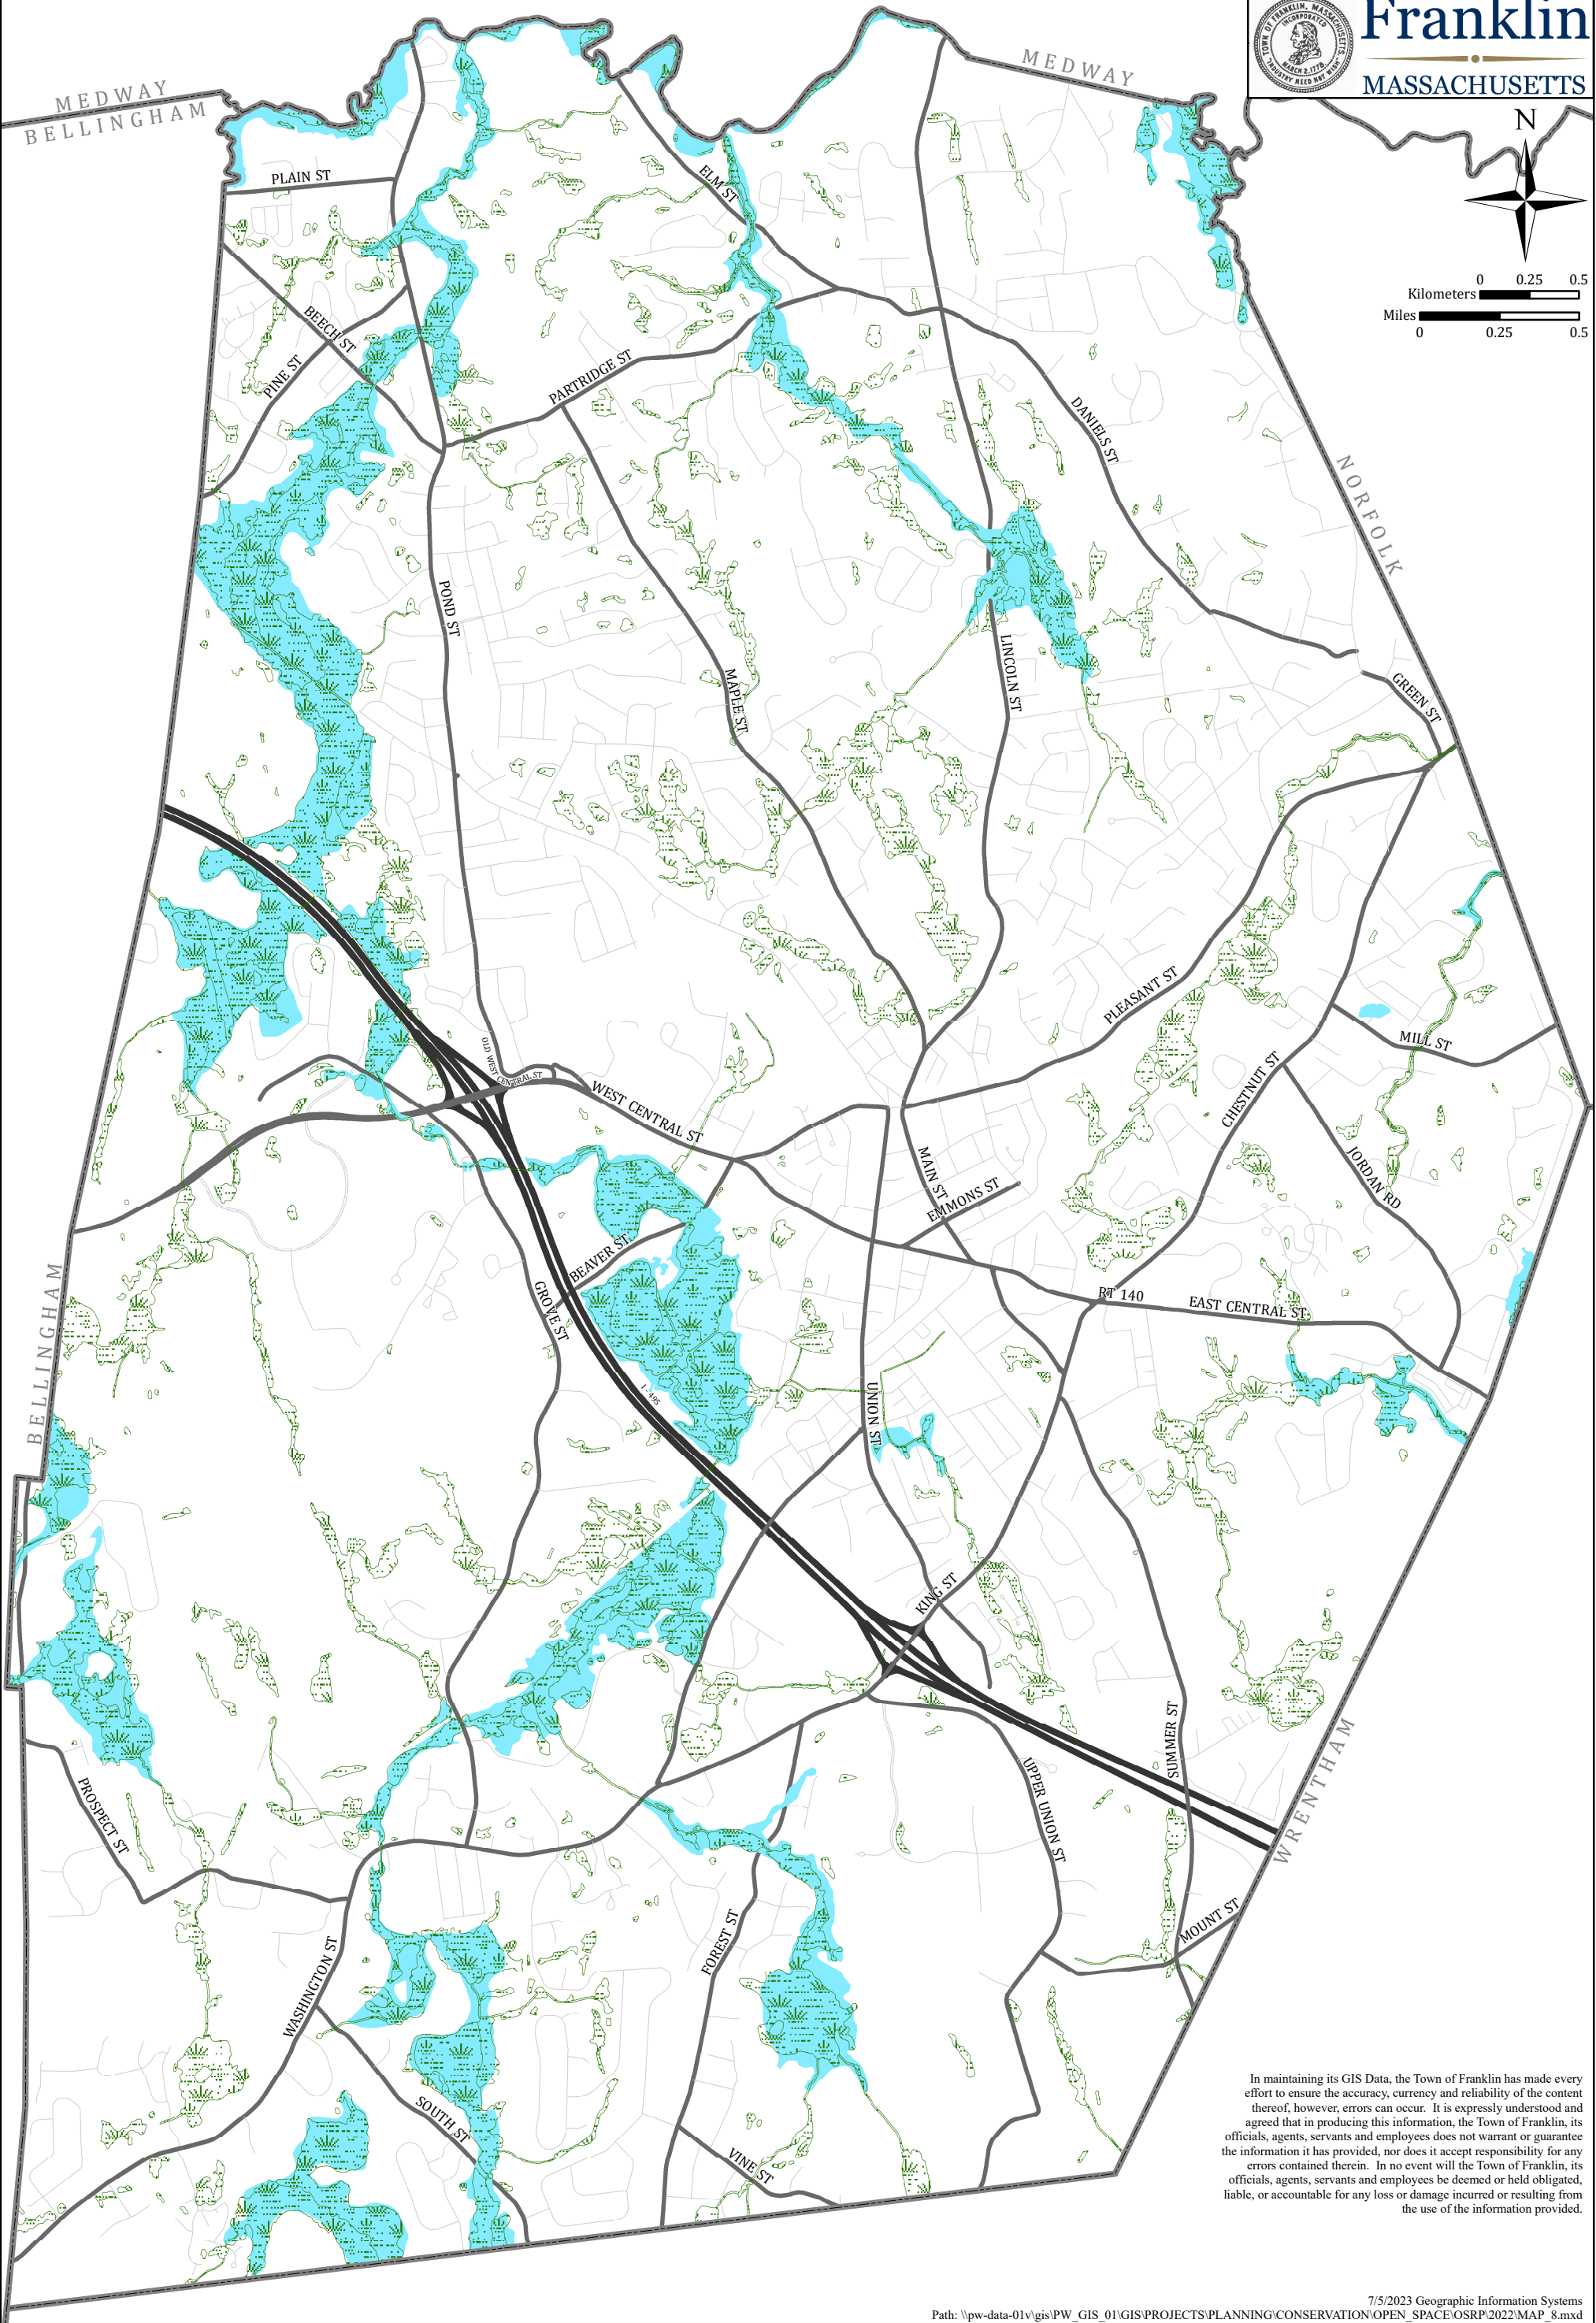 Franklin
MASSACHUSETTS
TOWN OF FRANKLIN, MASSACHUSETTS
INCORPORATED
MARCH 2, 1778
INDUSTRY NEED NOT WISH
N
0 0.25 0.5
Kilometers
Miles
0 0.25 0.5
MEDWAY
BELLINGHAM
MEDWAY
PLAIN ST
ELM ST
BEECH ST
PINE ST
PARTRIDGE ST
DANIELS ST
NORFOLK
POND ST
LINCOLN ST
MAPLE ST
GREEN ST
PLEASANT ST
OLD WEST CENTRAL ST
MILL ST
CHESTNUT ST
WEST CENTRAL ST
MAIN ST
JORDAN RD
EMMONS ST
BEAVER ST
BELLINGHAM
GROVE ST
RT 140
EAST CENTRAL ST
I - 495
UNION ST
KING ST
SUMMER ST
WRENTHAM
UPPER UNION ST
PROSPECT ST
MOUNT ST
FOREST ST
WASHINGTON ST
SOUTH ST
VINE ST
In maintaining its GIS Data, the Town of Franklin has made every
effort to ensure the accuracy, currency and reliability of the content
thereof, however, errors can occur. It is expressly understood and
agreed that in producing this information, the Town of Franklin, its
officials, agents, servants and employees does not warrant or guarantee
the information it has provided, nor does it accept responsibility for any
errors contained therein. In no event will the Town of Franklin, its
officials, agents, servants and employees be deemed or held obligated,
liable, or accountable for any loss or damage incurred or resulting from
the use of the information provided.
7/5/2023 Geographic Information Systems
Path: \\pw-data-01v\gis\PW_GIS_01\GIS\PROJECTS\PLANNING\CONSERVATION\OPEN_SPACE\OSRP\2022\MAP_8.mxd